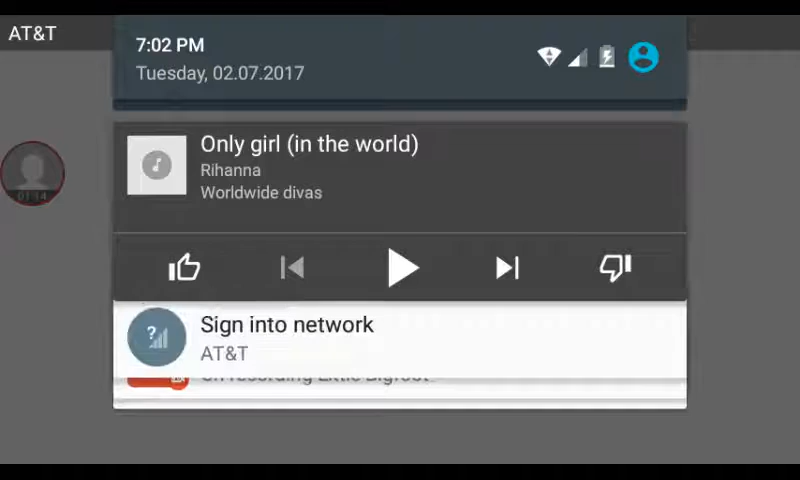 AT&T
7:02 PM
Tuesday, 02.07.2017
Only girl (in the world)
Rihanna
Worldwide divas
?
Sign into network
AT&T
recording